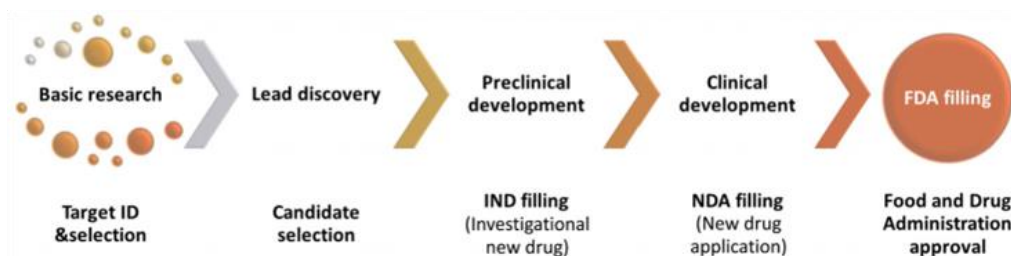 Basic research
Lead discovery
Preclinical
development
Clinical
development
FDA filling
Target ID
&selection
Candidate
selection
IND filling
(Investigational
new drug)
NDA filling
(New drug
application)
Food and Drug
Administration
approval